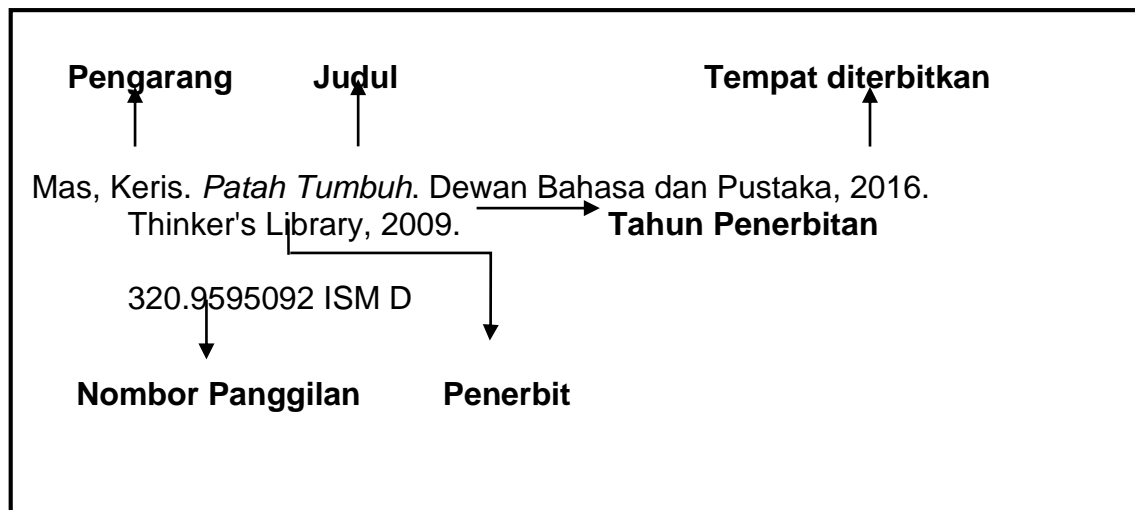 Pengarang Judul Tempat diterbitkan
Mas, Keris. Patah Tumbuh. Dewan Bahasa dan Pustaka, 2016.
Thinker's Library, 2009. Tahun Penerbitan
320.9595092 ISM D
Nombor Panggilan Penerbit